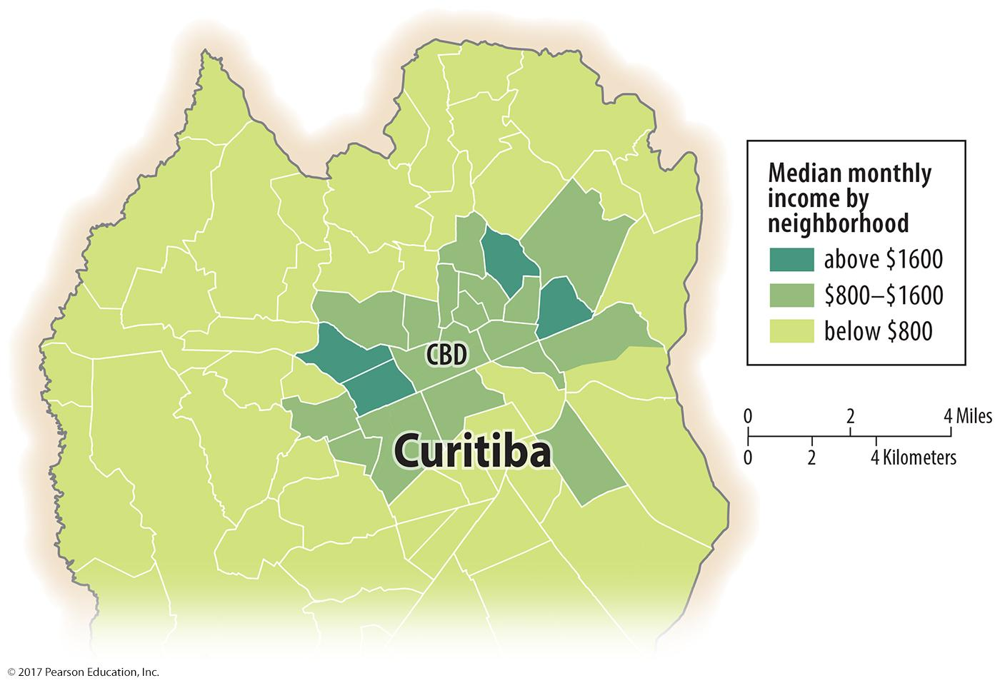 Median monthly
income by
neighborhood
above $1600
$800–$1600
below $800
CBD
Curitiba
0 2 4 Miles
0 2 4 Kilometers
© 2017 Pearson Education, Inc.